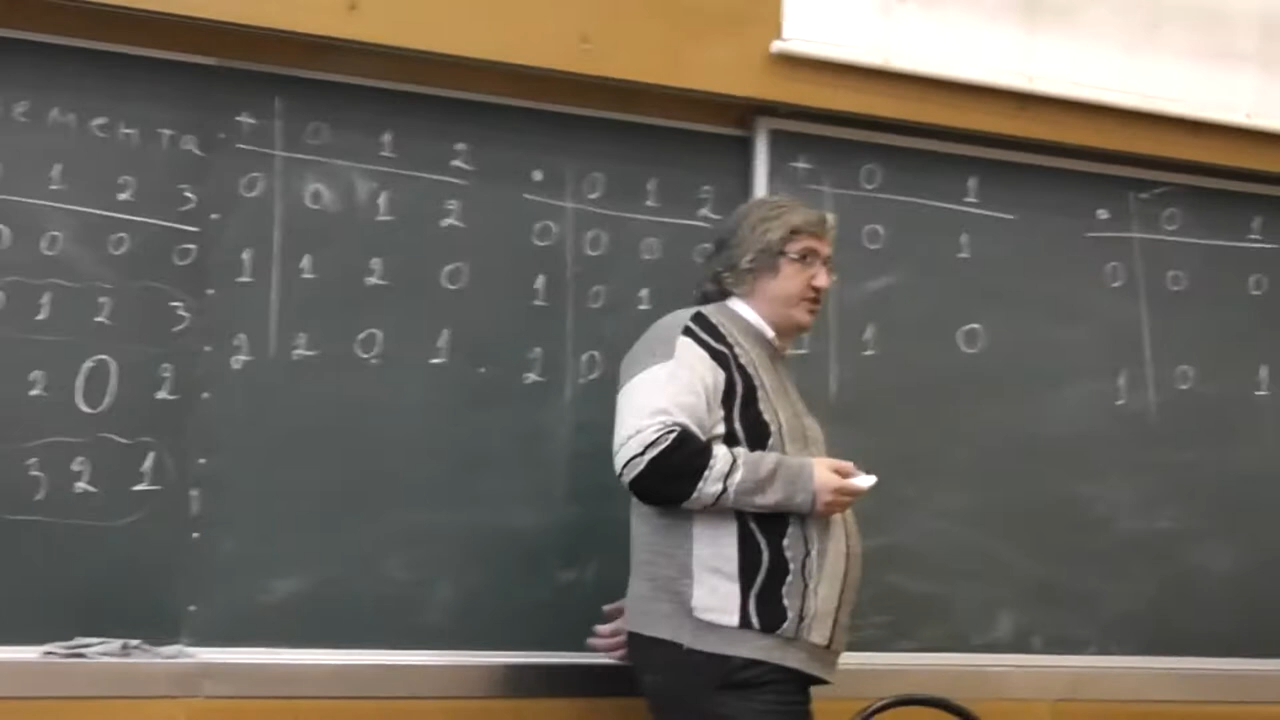 емента.
1 2 3
0 0 0
1 2 3
2 0 2
3 2 1
+ 0 1 2
0 0 1 2
1 1 2 0
2 2 0 1
· 0 1 2
0 0 0
1 0 1
2 0
+ 0 1
0 1
1 1 0
· 0 1
0 0 0
1 0 1